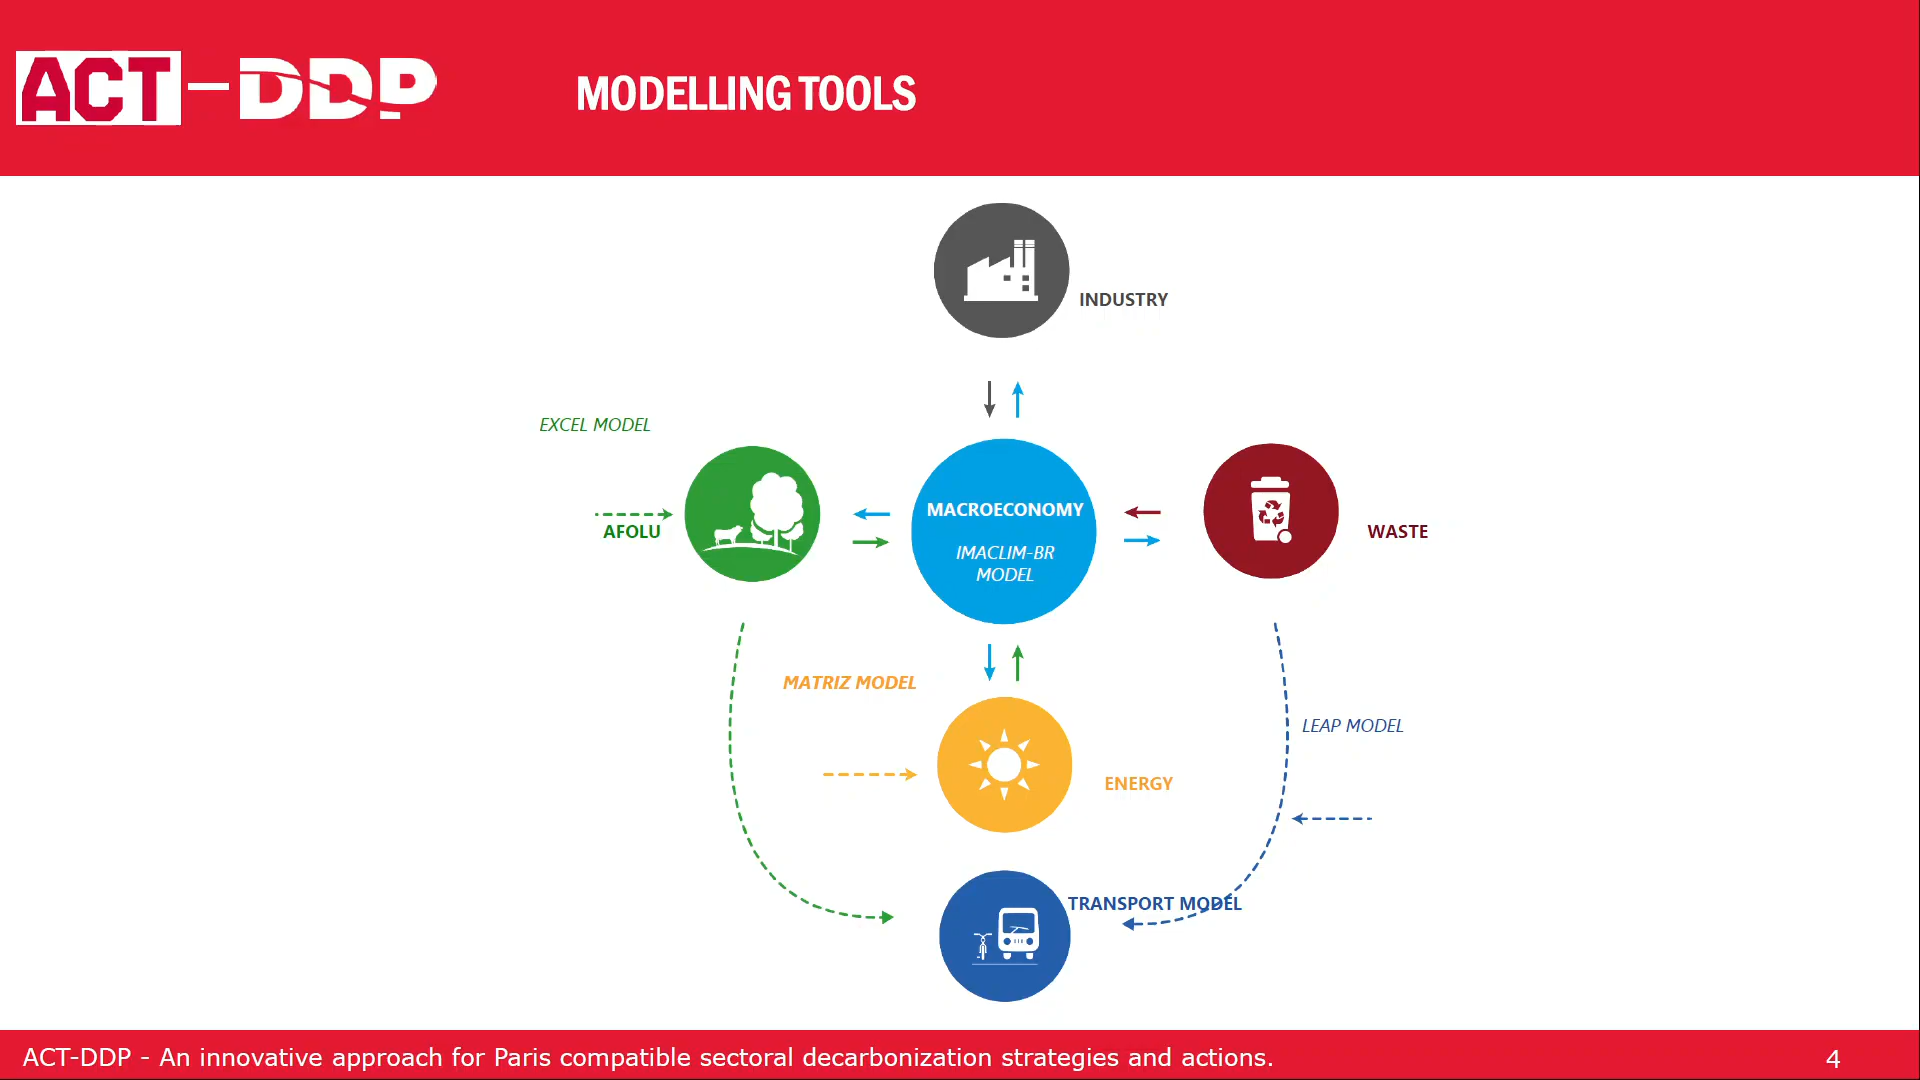 ACT-DDP
MODELLING TOOLS
INDUSTRY
EXCEL MODEL
AFOLU
MACROECONOMY
IMACLIM-BR
MODEL
WASTE
MATRIZ MODEL
LEAP MODEL
ENERGY
TRANSPORT MODEL
ACT-DDP - An innovative approach for Paris compatible sectoral decarbonization strategies and actions.
4